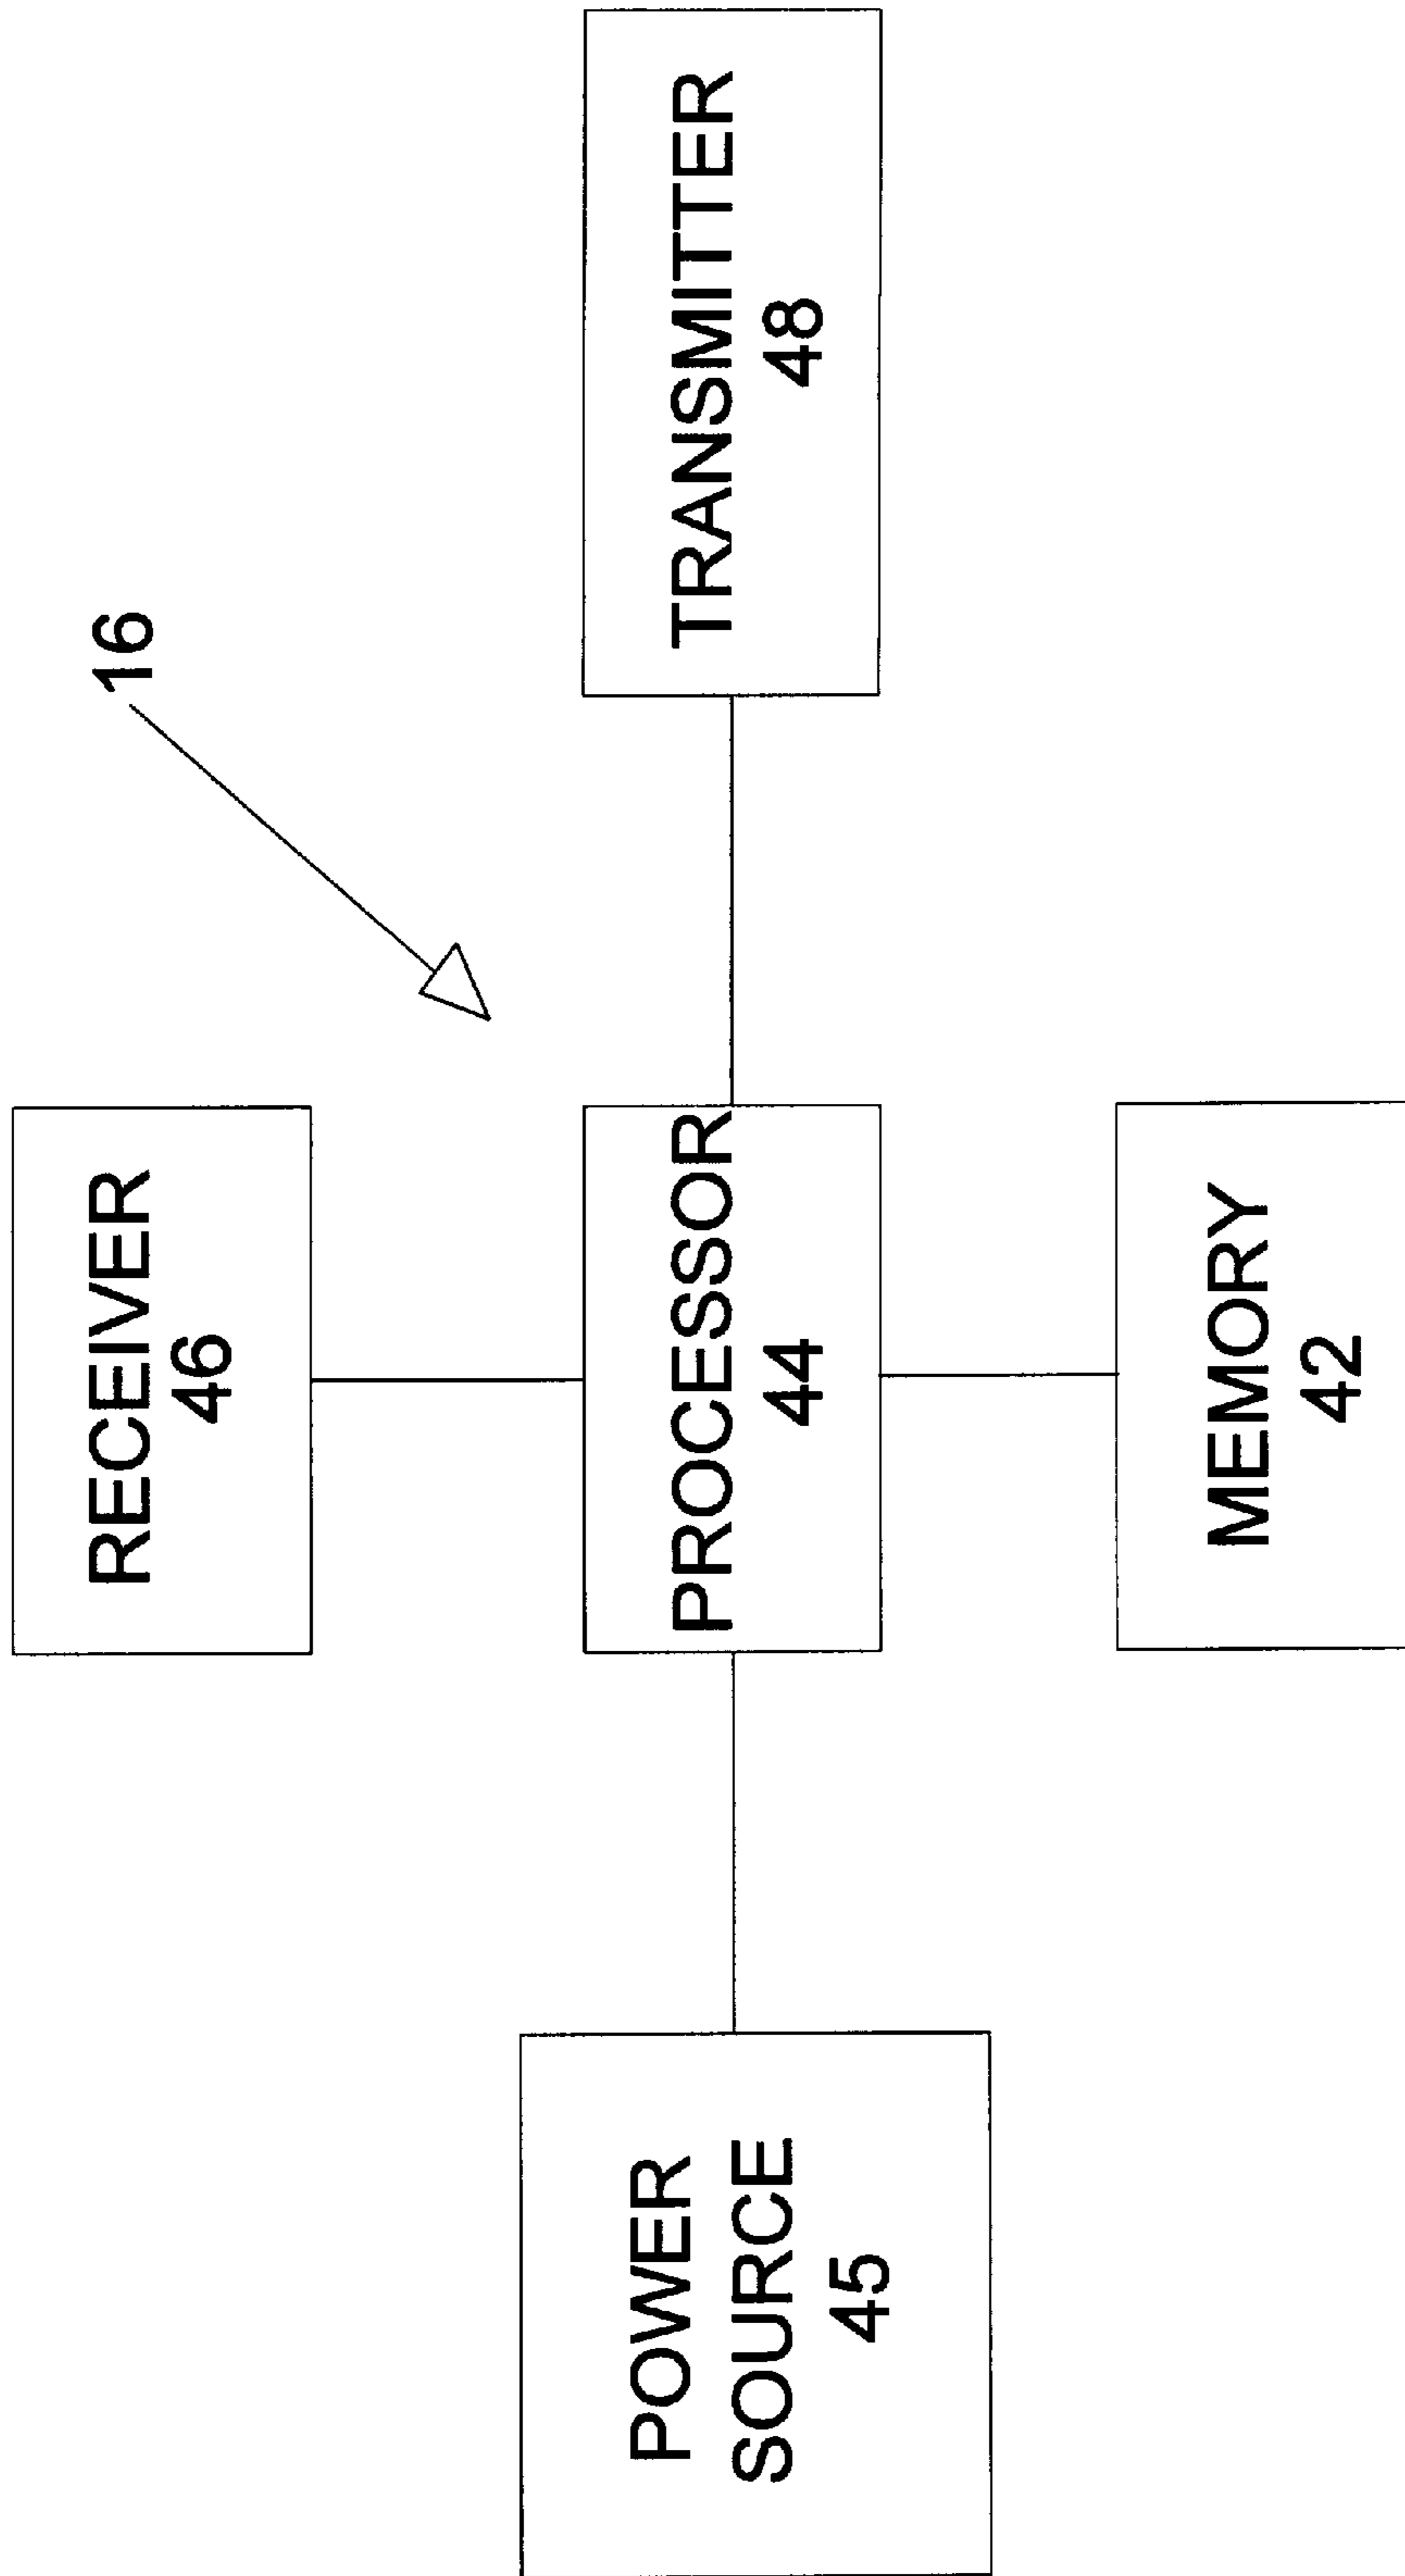 16
RECEIVER
46
POWER
SOURCE
45
PROCESSOR
44
TRANSMITTER
48
MEMORY
42